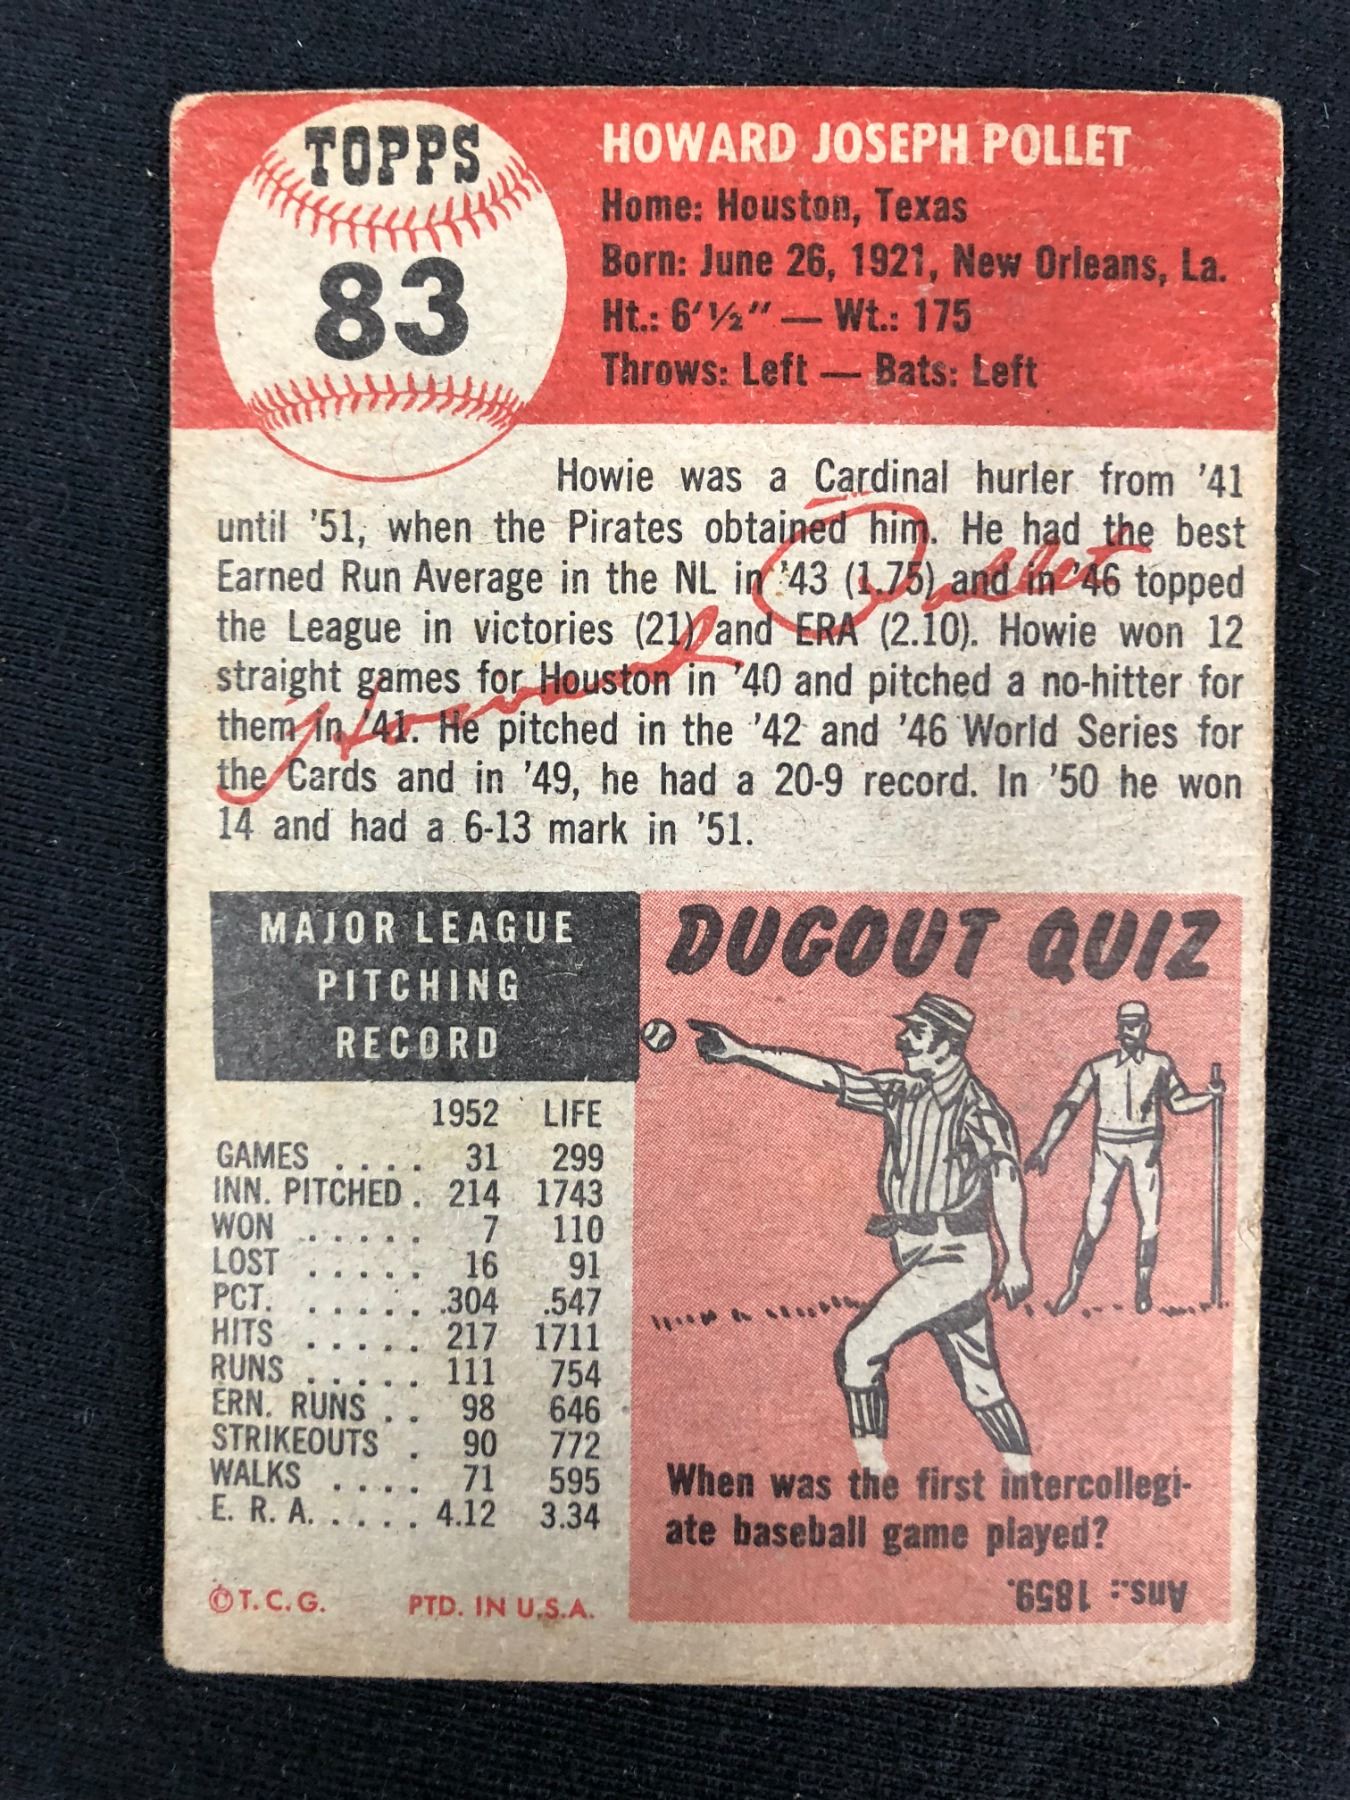 TOPPS
83
HOWARD JOSEPH POLLET
Home: Houston, Texas
Born: June 26, 1921, New Orleans, La.
Ht.: 6'½" — Wt.: 175
Throws: Left — Bats: Left
Howie was a Cardinal hurler from '41
until '51, when the Pirates obtained him. He had the best
Earned Run Average in the NL in '43 (1.75) and in '46 topped
the League in victories (21) and ERA (2.10). Howie won 12
straight games for Houston in '40 and pitched a no-hitter for
them in '41. He pitched in the '42 and '46 World Series for
the Cards and in '49, he had a 20-9 record. In '50 he won
14 and had a 6-13 mark in '51.
Howard Pollet
MAJOR LEAGUE
PITCHING
RECORD
1952 LIFE
GAMES . . . . 31 299
INN. PITCHED . 214 1743
WON . . . . . 7 110
LOST . . . . . 16 91
PCT. . . . . . .304 .547
HITS . . . . . 217 1711
RUNS . . . . . 111 754
ERN. RUNS . . 98 646
STRIKEOUTS . 90 772
WALKS . . . . 71 595
E. R. A. . . . . 4.12 3.34
© T. C. G. PTD. IN U.S.A.
DUGOUT QUIZ
When was the first intercollegi-
ate baseball game played?
Ans.: 1859.